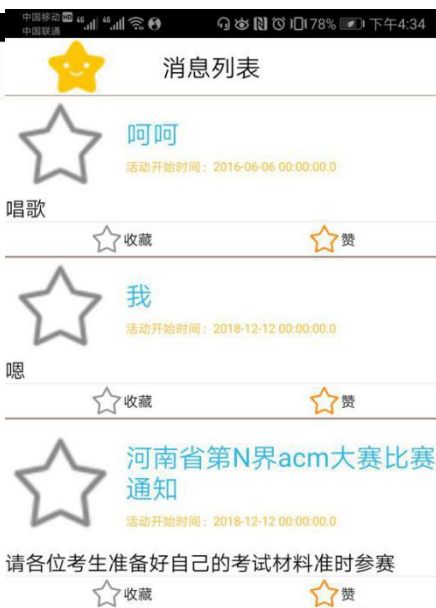 中国移动 HD 4G 4G 78% 下午4:34
中国联通
消息列表
呵呵
活动开始时间：2016-06-06 00:00:00.0
唱歌
收藏 赞
我
活动开始时间：2018-12-12 00:00:00.0
嗯
收藏 赞
河南省第N界acm大赛比赛
通知
活动开始时间：2018-12-12 00:00:00.0
请各位考生准备好自己的考试材料准时参赛
收藏 赞